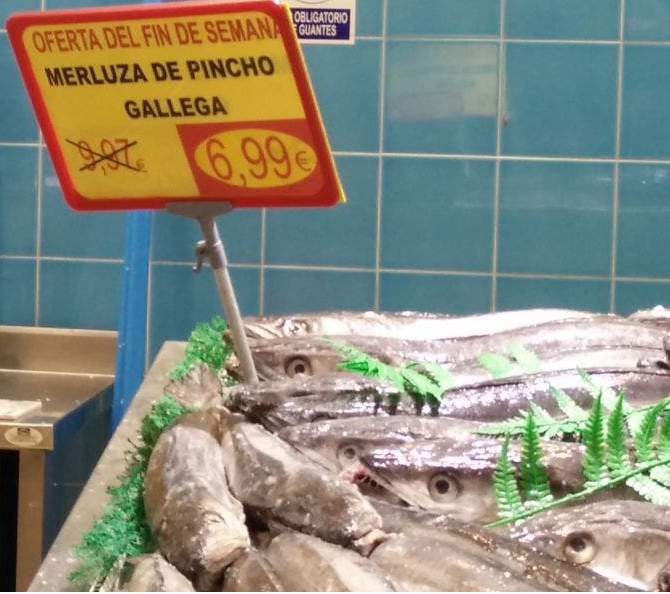 OBLIGATORIO
GUANTES
OFERTA DEL FIN DE SEMANA
MERLUZA DE PINCHO
GALLEGA
9,97€
6,99€